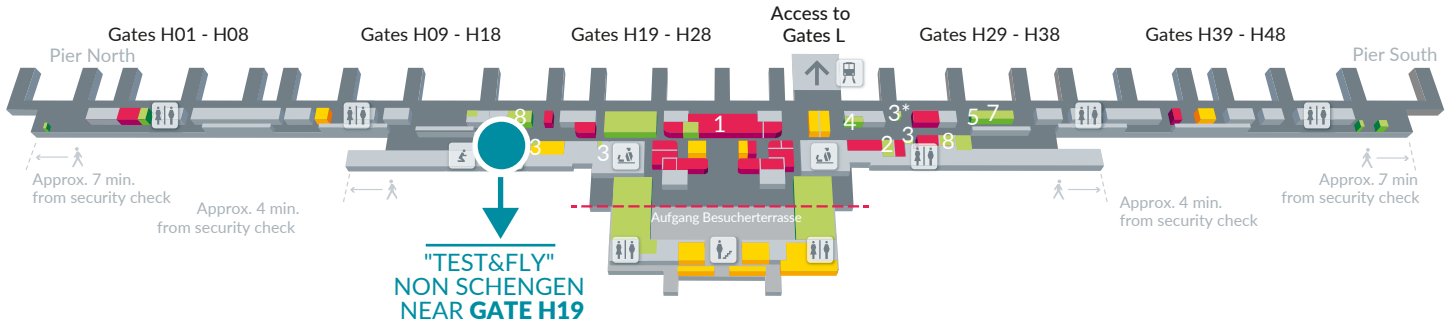 Access to
Gates L
Gates H01 - H08
Gates H09 - H18
Gates H19 - H28
Gates H29 - H38
Gates H39 - H48
Pier North
Pier South
8
1
4
3*
3
5
7
3
3
2
8
Approx. 7 min.
from security check
Approx. 4 min.
from security check
Aufgang Besucherterrasse
Approx. 4 min.
from security check
Approx. 7 min
from security check
"TEST&FLY"
NON SCHENGEN
NEAR GATE H19